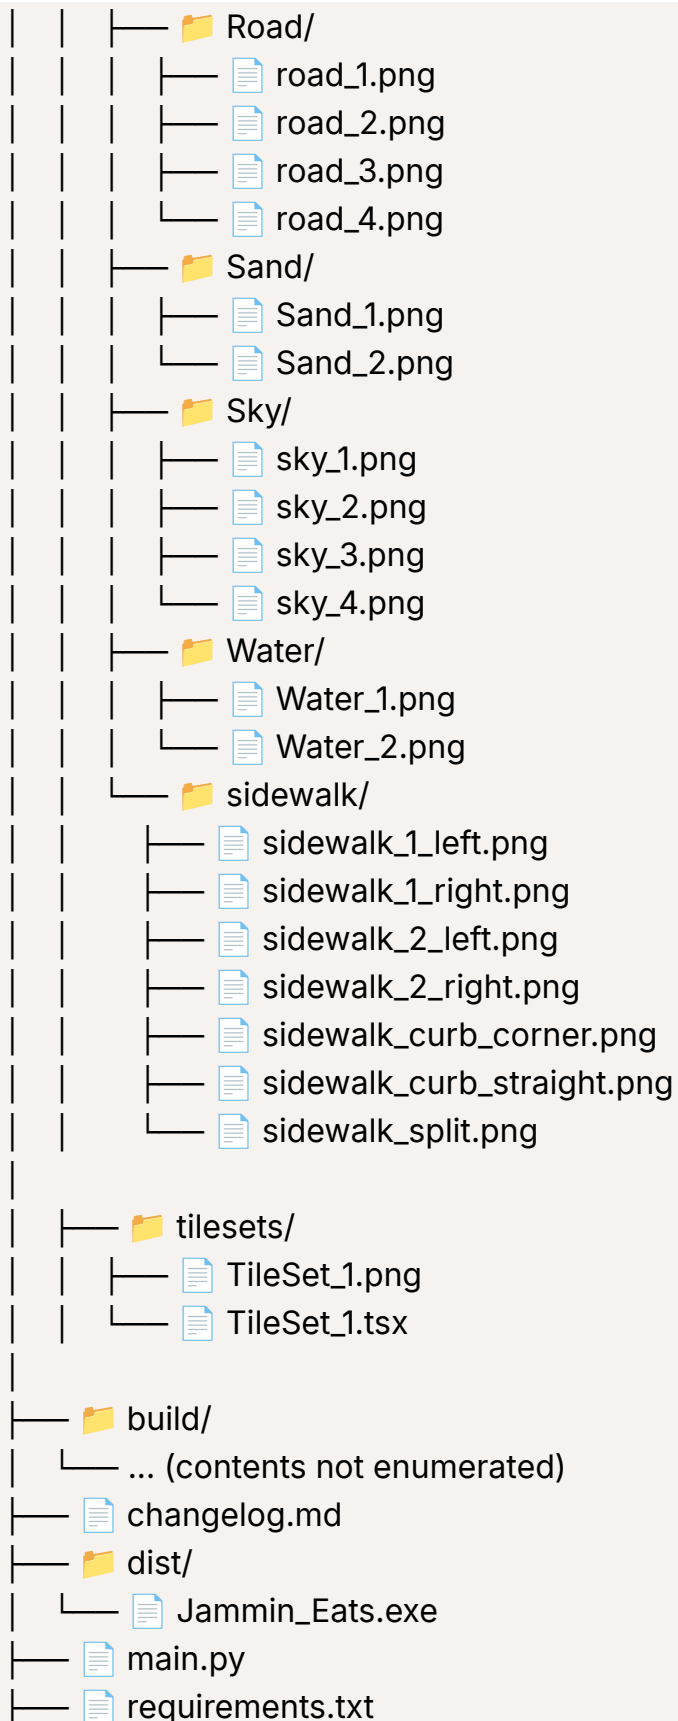 │ │ ├── 📁 Road/
│ │ │ ├── 📄 road_1.png
│ │ │ ├── 📄 road_2.png
│ │ │ ├── 📄 road_3.png
│ │ │ └── 📄 road_4.png
│ │ ├── 📁 Sand/
│ │ │ ├── 📄 Sand_1.png
│ │ │ └── 📄 Sand_2.png
│ │ ├── 📁 Sky/
│ │ │ ├── 📄 sky_1.png
│ │ │ ├── 📄 sky_2.png
│ │ │ ├── 📄 sky_3.png
│ │ │ └── 📄 sky_4.png
│ │ ├── 📁 Water/
│ │ │ ├── 📄 Water_1.png
│ │ │ └── 📄 Water_2.png
│ │ └── 📁 sidewalk/
│ │ ├── 📄 sidewalk_1_left.png
│ │ ├── 📄 sidewalk_1_right.png
│ │ ├── 📄 sidewalk_2_left.png
│ │ ├── 📄 sidewalk_2_right.png
│ │ ├── 📄 sidewalk_curb_corner.png
│ │ ├── 📄 sidewalk_curb_straight.png
│ │ └── 📄 sidewalk_split.png
│
│ ├── 📁 tilesets/
│ │ ├── 📄 TileSet_1.png
│ │ └── 📄 TileSet_1.tsx
│
├── 📁 build/
│ └── ... (contents not enumerated)
├── 📄 changelog.md
├── 📁 dist/
│ └── 📄 Jammin_Eats.exe
├── 📄 main.py
├── 📄 requirements.txt